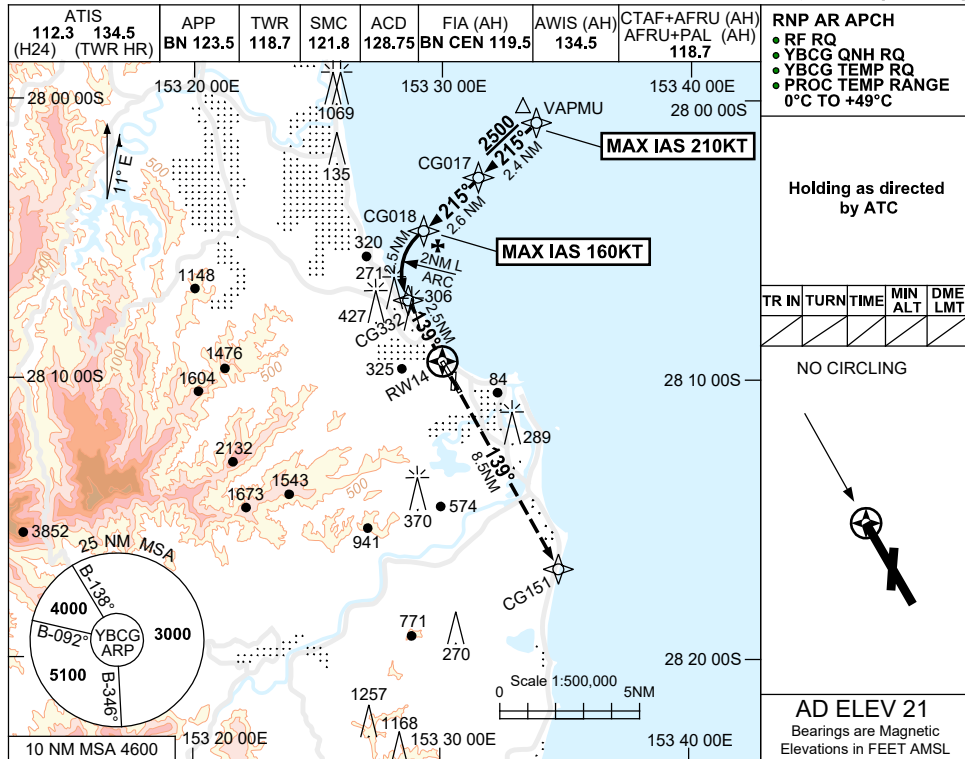 ATIS
112.3 134.5
(H24) (TWR HR)
APP
BN 123.5
TWR
118.7
SMC
121.8
ACD
128.75
FIA (AH)
BN CEN 119.5
AWIS (AH)
134.5
CTAF+AFRU (AH)
AFRU+PAL (AH)
118.7
RNP AR APCH
RF RQ
YBCG QNH RQ
YBCG TEMP RQ
PROC TEMP RANGE
0°C TO +49°C
Holding as directed
by ATC
TR IN TURN TIME MIN ALT DME LMT
NO CIRCLING
AD ELEV 21
Bearings are Magnetic
Elevations in FEET AMSL
153 20 00E
153 30 00E
153 40 00E
28 00 00S
28 00 00S
11° E
500
1069
135
VAPMU
2500
215°
2.4 NM
MAX IAS 210KT
CG017
215°
2.6 NM
CG018
MAX IAS 160KT
1500
320
2.5NM
2NM L
ARC
271
1148
306
427
CG332
2.5NM
139°
1000
1476
500
325
RW14
28 10 00S
28 10 00S
1604
84
289
2132
139°
8.5NM
1543
500
1673
370
574
3852
941
CG151
25 NM MSA
B-138°
4000
B-092°
YBCG
ARP
3000
5100
B-346°
771
270
28 20 00S
Scale 1:500,000
0
5NM
1257
1168
10 NM MSA 4600
153 20 00E
153 30 00E
153 40 00E